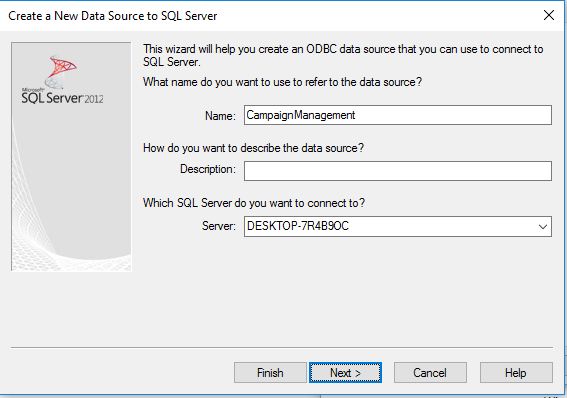 Create a New Data Source to SQL Server
Microsoft
SQL Server 2012
This wizard will help you create an ODBC data source that you can use to connect to
SQL Server.
What name do you want to use to refer to the data source?
Name: CampaignManagement
How do you want to describe the data source?
Description:
Which SQL Server do you want to connect to?
Server: DESKTOP-7R4B9OC
Finish Next > Cancel Help